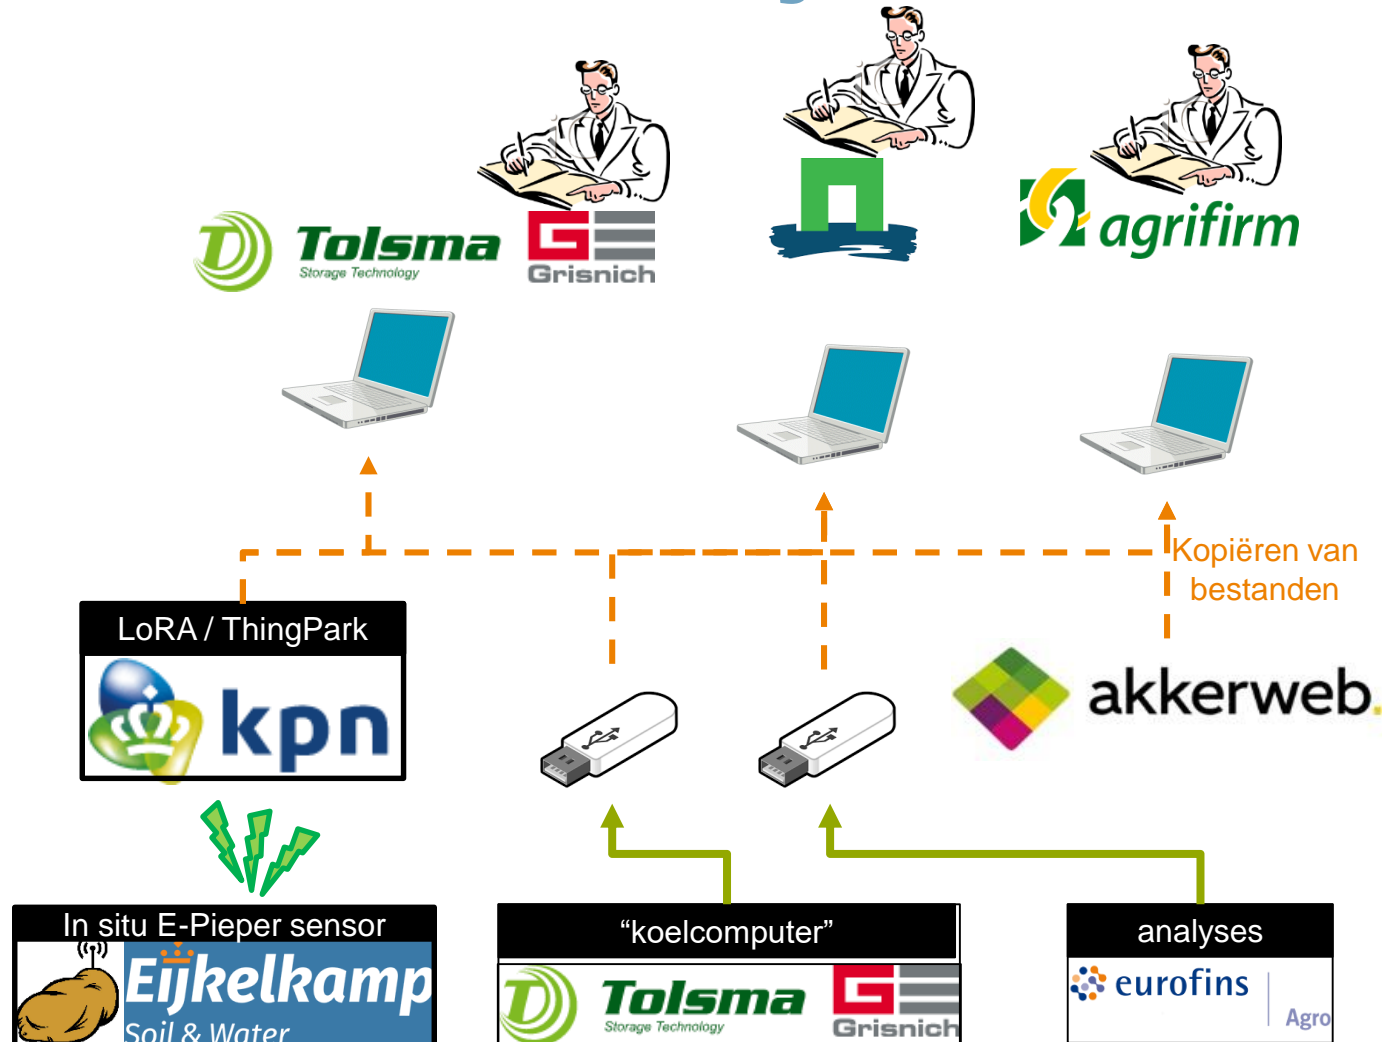 Tolsma
Storage Technology
Grisnich
agrifirm
Kopiëren van
bestanden
LoRA / ThingPark
kpn
akkerweb.
In situ E-Pieper sensor
Eijkelkamp
Soil & Water
“koelcomputer”
Tolsma
Storage Technology
Grisnich
analyses
eurofins
Agro